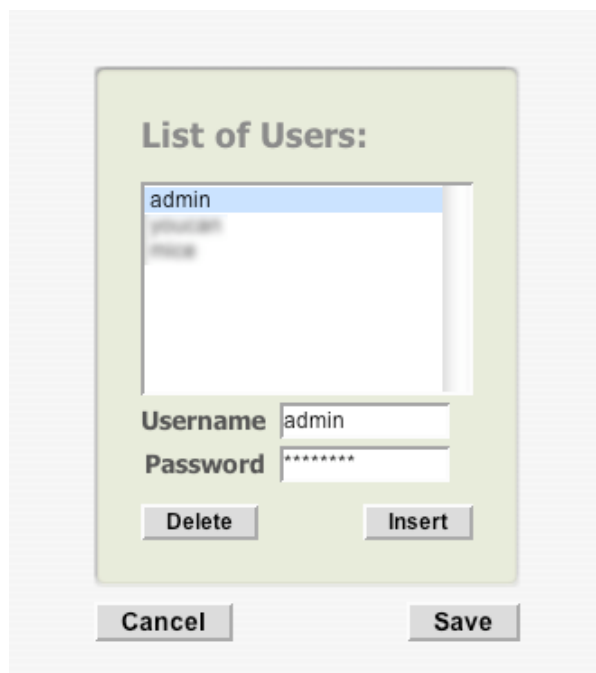 List of Users:
admin
Username admin
Password ********
Delete Insert
Cancel Save